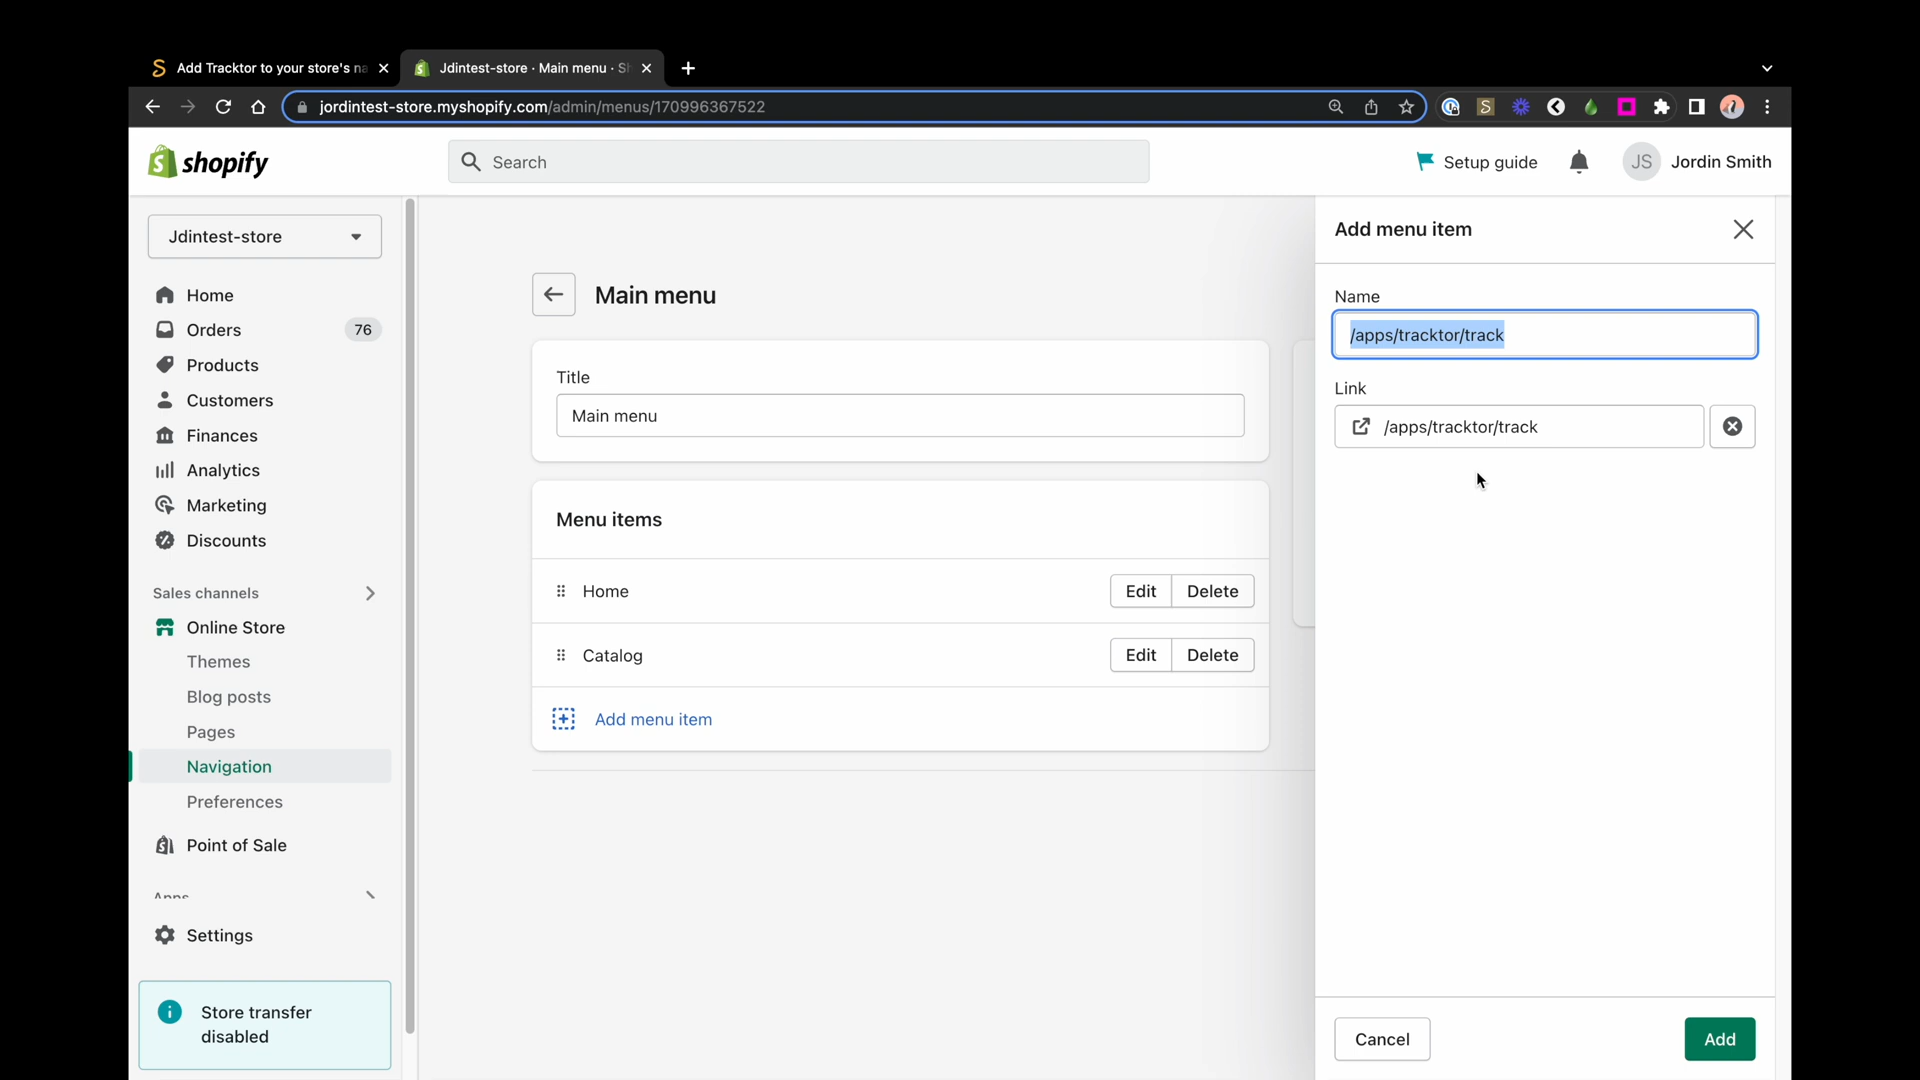 Add Tracktor to your store's na
Jdintest-store · Main menu · Sh
jordintest-store.myshopify.com/admin/menus/170996367522
shopify
Search
Setup guide
JS
Jordin Smith
Jdintest-store
Home
Orders
76
Products
Customers
Finances
Analytics
Marketing
Discounts
Sales channels
Online Store
Themes
Blog posts
Pages
Navigation
Preferences
Point of Sale
Apps
Settings
Store transfer
disabled
Main menu
Title
Main menu
Menu items
Home
Edit
Delete
Catalog
Edit
Delete
Add menu item
Add menu item
Name
/apps/tracktor/track
Link
/apps/tracktor/track
Cancel
Add